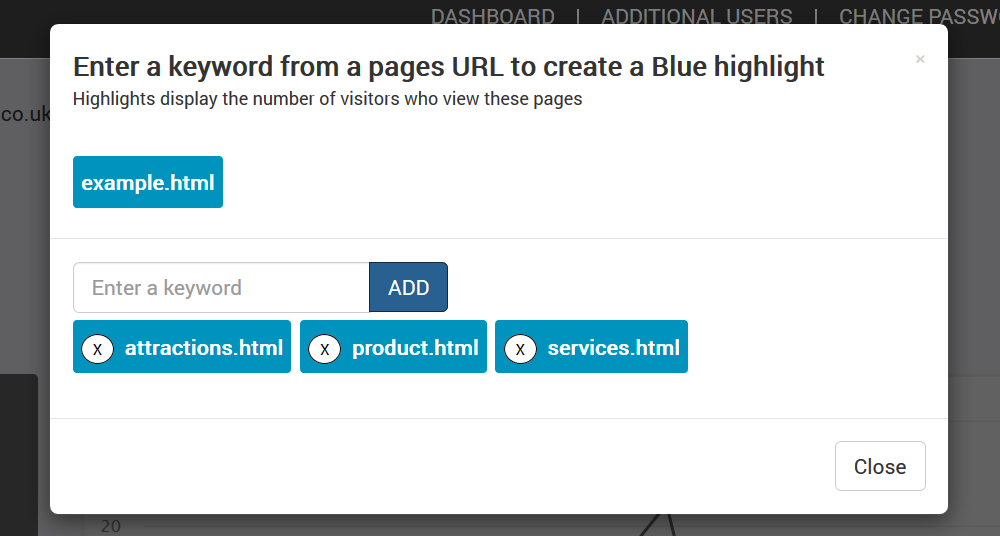 DASHBOARD | ADDITIONAL USERS | CHANGE PASSWO
Enter a keyword from a pages URL to create a Blue highlight ×
Highlights display the number of visitors who view these pages
co.uk
example.html
Enter a keyword ADD
X attractions.html X product.html X services.html
Close
20